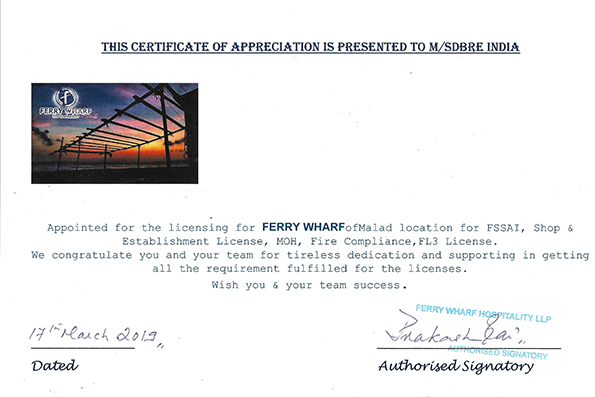 THIS CERTIFICATE OF APPRECIATION IS PRESENTED TO M/SDBRE INDIA
FERRY WHARF
Appointed for the licensing for FERRY WHARFofMalad location for FSSAI, Shop &
Establishment License, MOH, Fire Compliance,FL3 License.
We congratulate you and your team for tireless dedication and supporting in getting
all the requirement fulfilled for the licenses.
Wish you & your team success.
FERRY WHARF HOSPITALITY LLP
17th March 2019
Prakash Rai
AUTHORISED SIGNATORY
Dated
Authorised Signatory